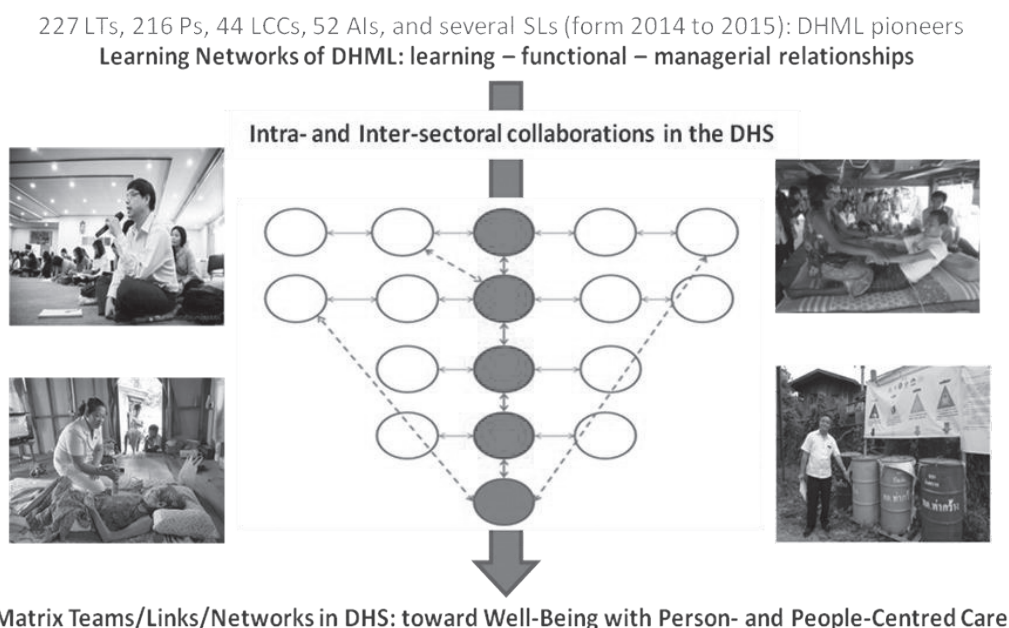 227 LTs, 216 Ps, 44 LCCs, 52 AIs, and several SLs (form 2014 to 2015): DHML pioneers
Learning Networks of DHML: learning – functional – managerial relationships
Intra- and Inter-sectoral collaborations in the DHS
Matrix Teams/Links/Networks in DHS: toward Well-Being with Person- and People-Centred Care